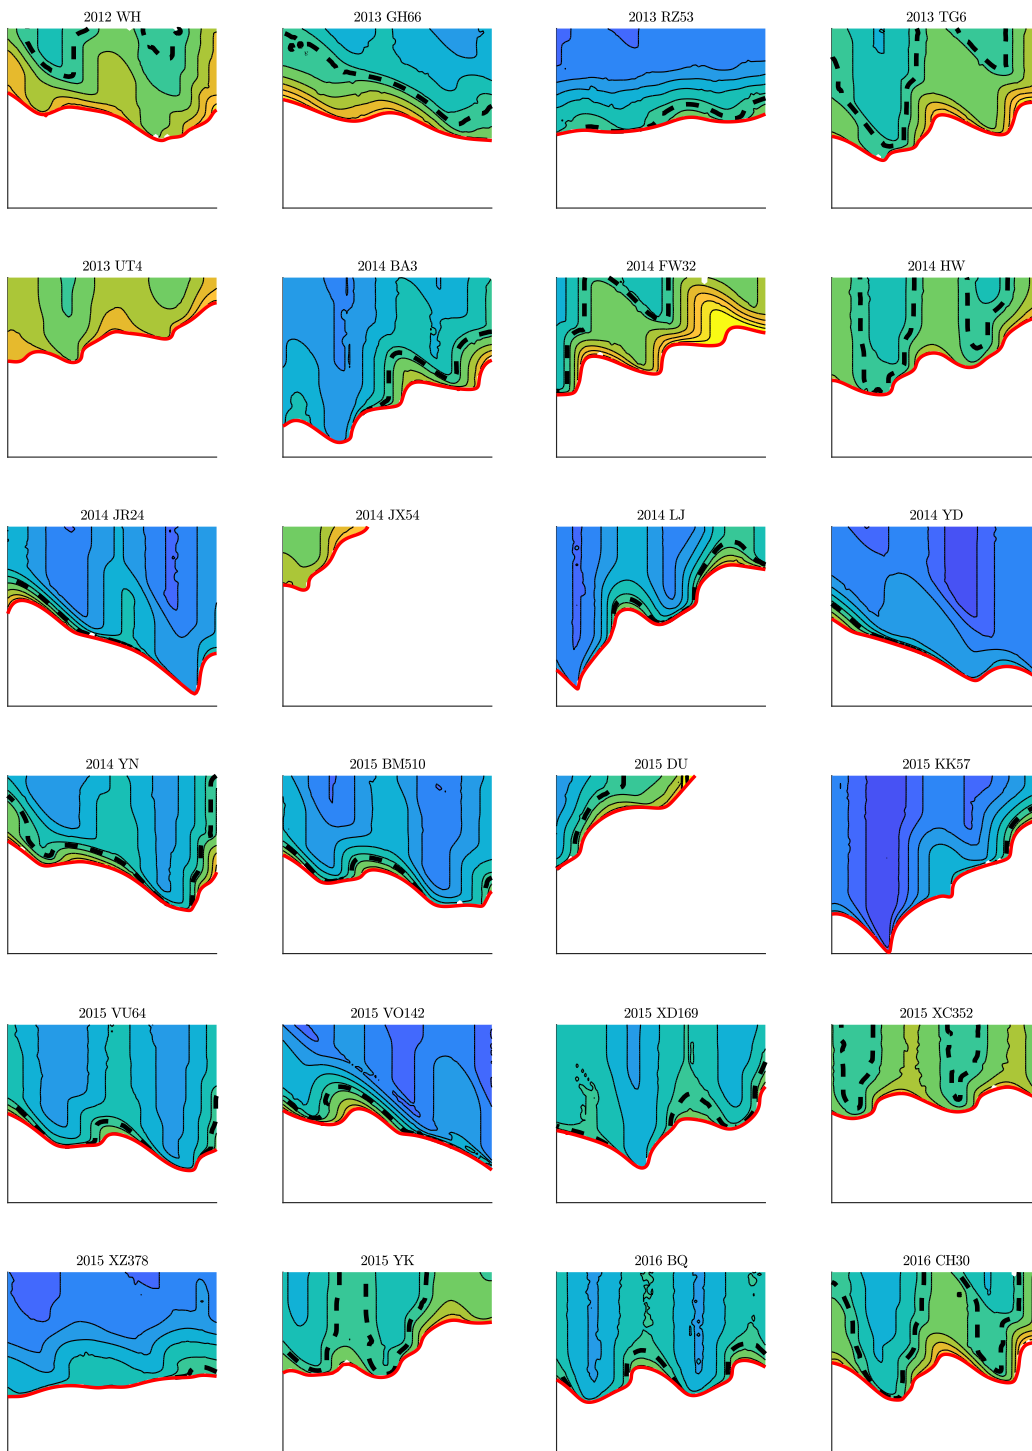 2012 WH
2013 GH66
2013 RZ53
2013 TG6
2013 UT4
2014 BA3
2014 FW32
2014 HW
2014 JR24
2014 JX54
2014 LJ
2014 YD
2014 YN
2015 BM510
2015 DU
2015 KK57
2015 VU64
2015 VO142
2015 XD169
2015 XC352
2015 XZ378
2015 YK
2016 BQ
2016 CH30